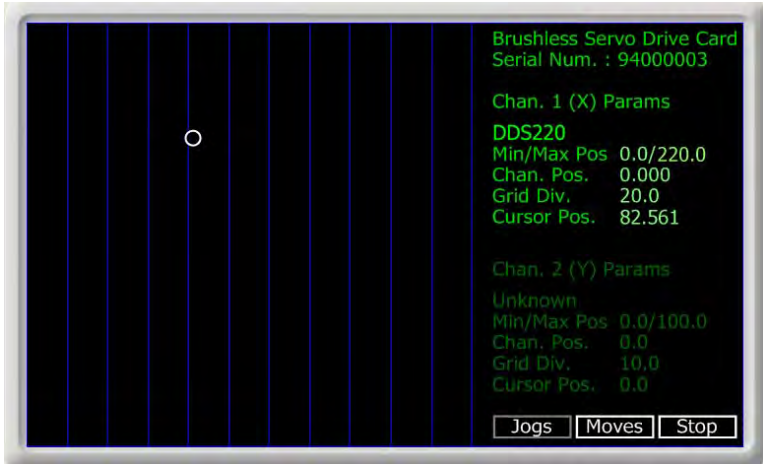 Brushless Servo Drive Card
Serial Num. : 94000003
Chan. 1 (X) Params
DDS220
Min/Max Pos 0.0/220.0
Chan. Pos. 0.000
Grid Div. 20.0
Cursor Pos. 82.561
Chan. 2 (Y) Params
Unknown
Min/Max Pos 0.0/100.0
Chan. Pos. 0.0
Grid Div. 10.0
Cursor Pos. 0.0
Jogs Moves Stop